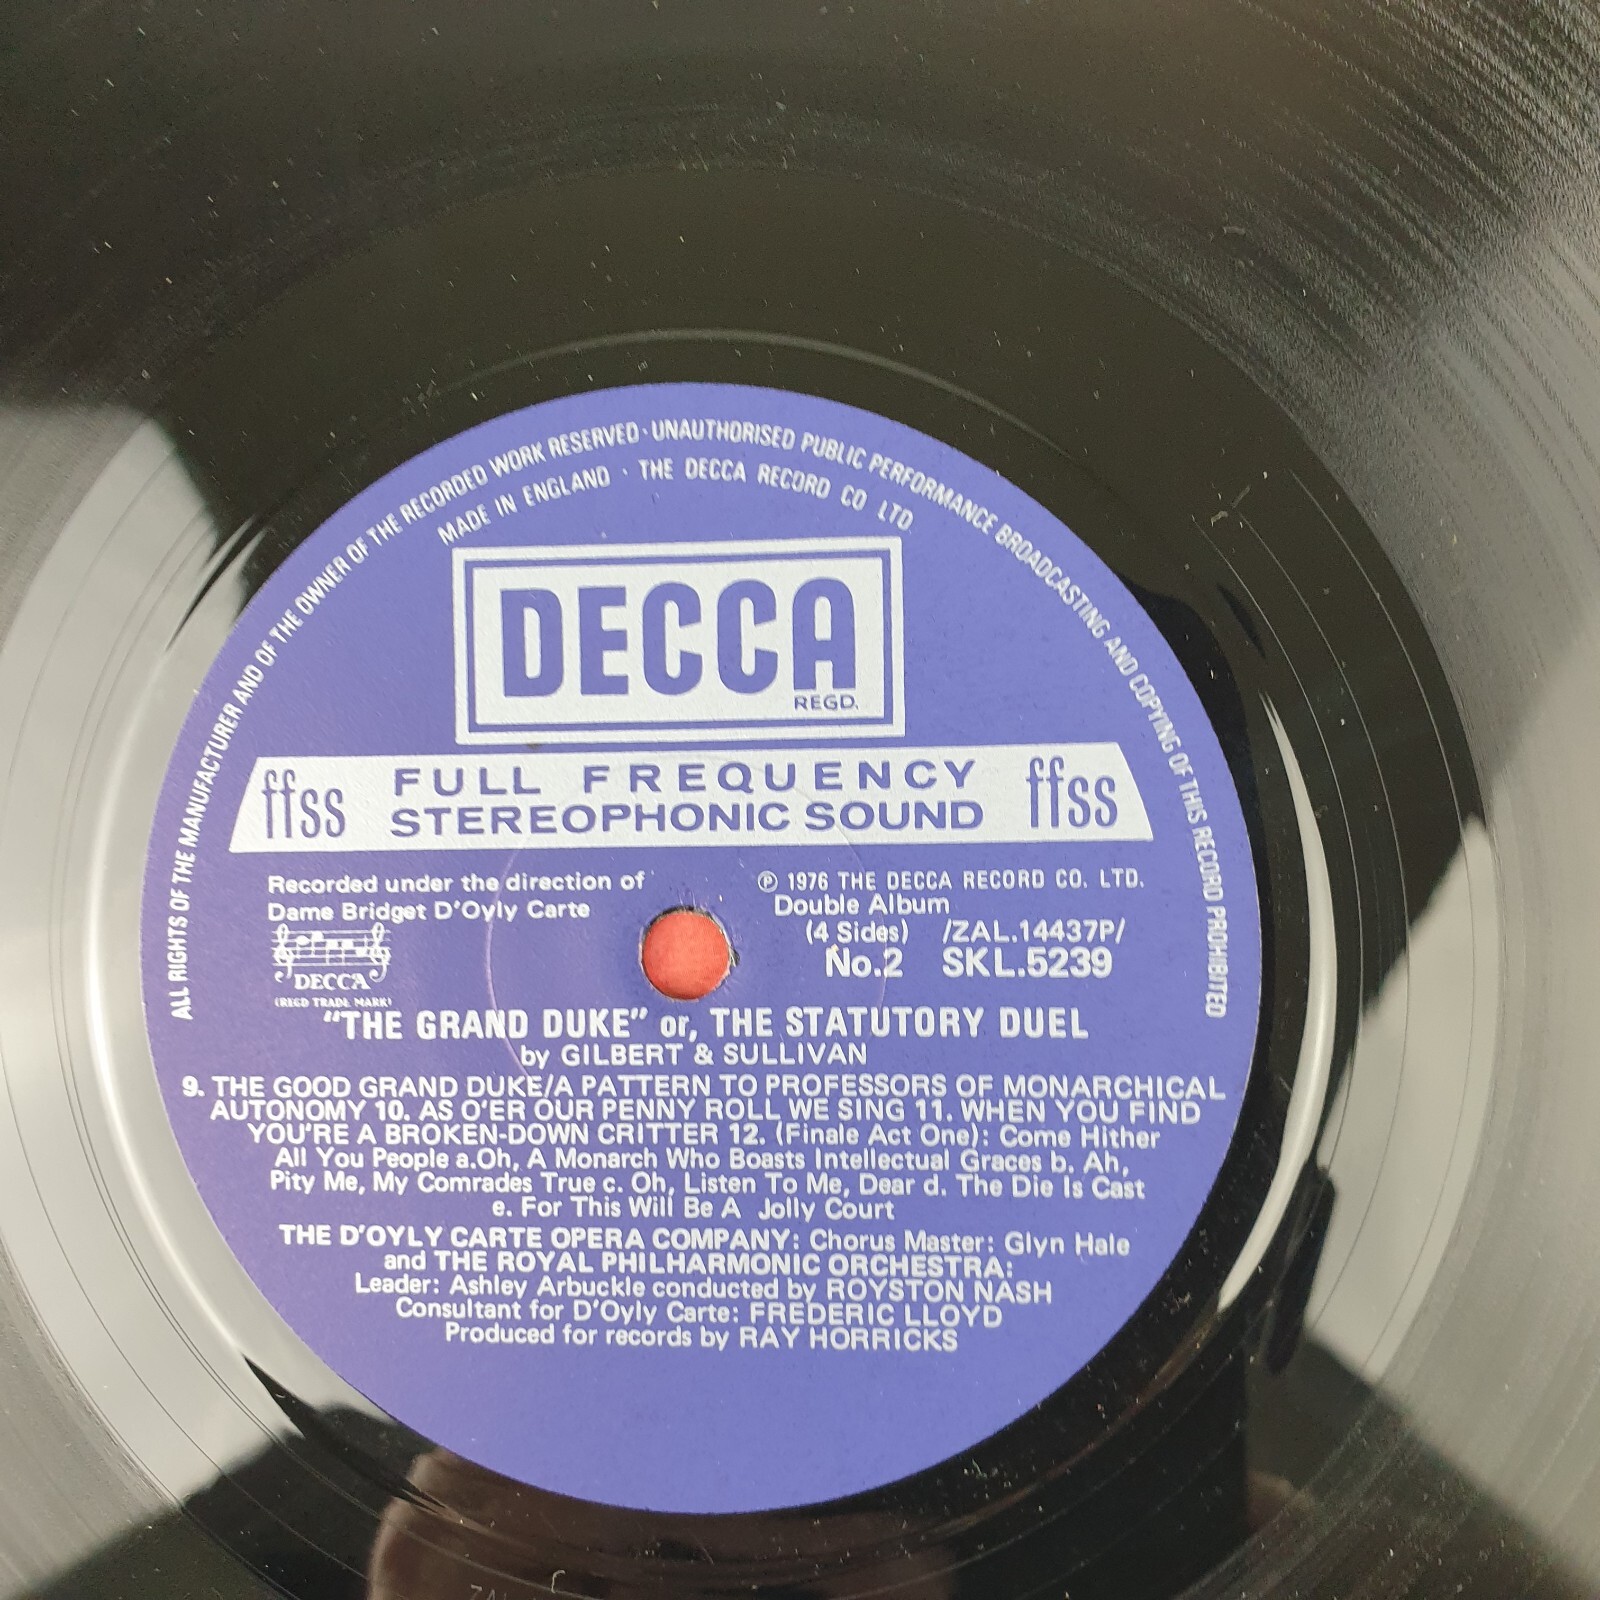 ALL RIGHTS OF THE MANUFACTURER AND OF THE OWNER OF THE RECORDED WORK RESERVED · UNAUTHORISED PUBLIC PERFORMANCE BROADCASTING AND COPYING OF THIS RECORD PROHIBITED
MADE IN ENGLAND · THE DECCA RECORD CO LTD
DECCA
REGD.
ffss FULL FREQUENCY ffss
STEREOPHONIC SOUND
Recorded under the direction of
Dame Bridget D'Oyly Carte
DECCA
(REGD TRADE MARK)
℗ 1976 THE DECCA RECORD CO. LTD.
Double Album
(4 Sides) /ZAL.14437P/
No.2 SKL.5239
"THE GRAND DUKE" or, THE STATUTORY DUEL
by GILBERT & SULLIVAN
9. THE GOOD GRAND DUKE/A PATTERN TO PROFESSORS OF MONARCHICAL
AUTONOMY 10. AS O'ER OUR PENNY ROLL WE SING 11. WHEN YOU FIND
YOU'RE A BROKEN-DOWN CRITTER 12. (Finale Act One): Come Hither
All You People a.Oh, A Monarch Who Boasts Intellectual Graces b. Ah,
Pity Me, My Comrades True c. Oh, Listen To Me, Dear d. The Die Is Cast
e. For This Will Be A Jolly Court
THE D'OYLY CARTE OPERA COMPANY: Chorus Master: Glyn Hale
and THE ROYAL PHILHARMONIC ORCHESTRA:
Leader: Ashley Arbuckle conducted by ROYSTON NASH
Consultant for D'Oyly Carte: FREDERIC LLOYD
Produced for records by RAY HORRICKS